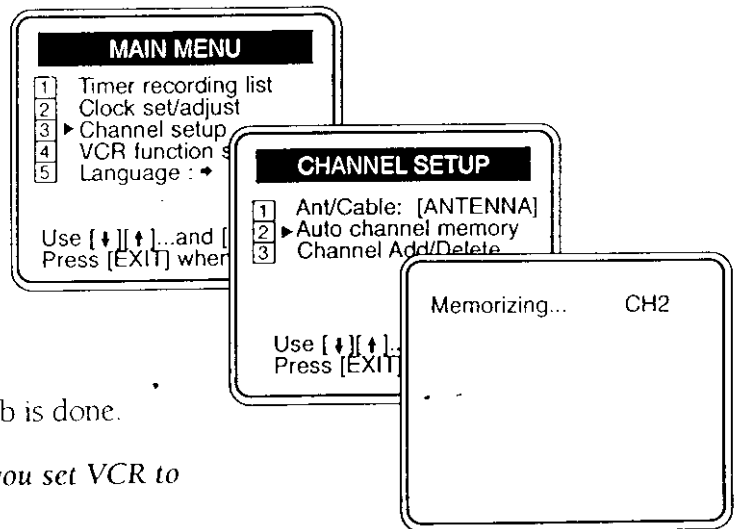 MAIN MENU
1 Timer recording list
2 Clock set/adjust
3 ▶ Channel setup
4 VCR function s
5 Language : ➔
Use [⬇][⬆]...and [
Press [EXIT] when
CHANNEL SETUP
1 Ant/Cable: [ANTENNA]
2 ▶ Auto channel memory
3 Channel Add/Delete
Use [⬇][⬆]..
Press [EXIT]
Memorizing... CH2
b is done.
you set VCR to